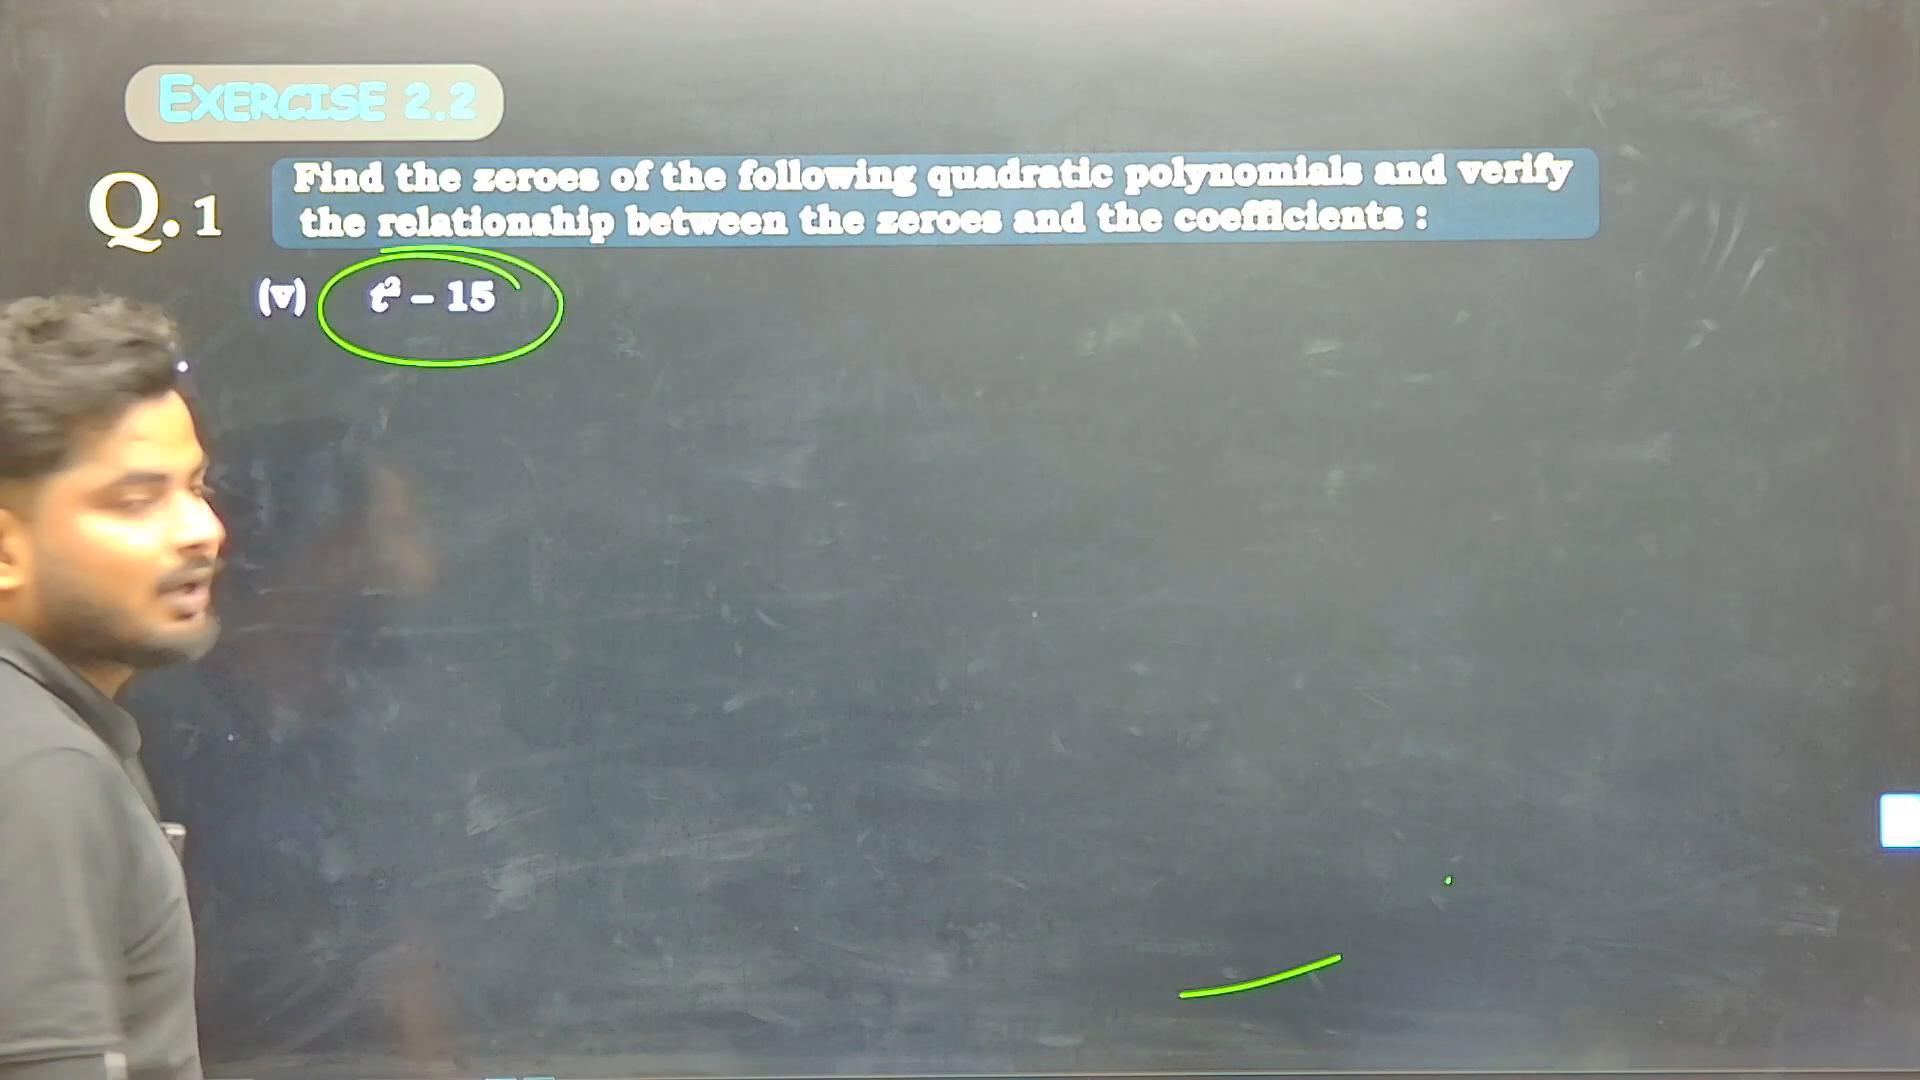 EXERCISE 2.2
Q.1 Find the zeroes of the following quadratic polynomials and verify
the relationship between the zeroes and the coefficients :
(v) t² – 15